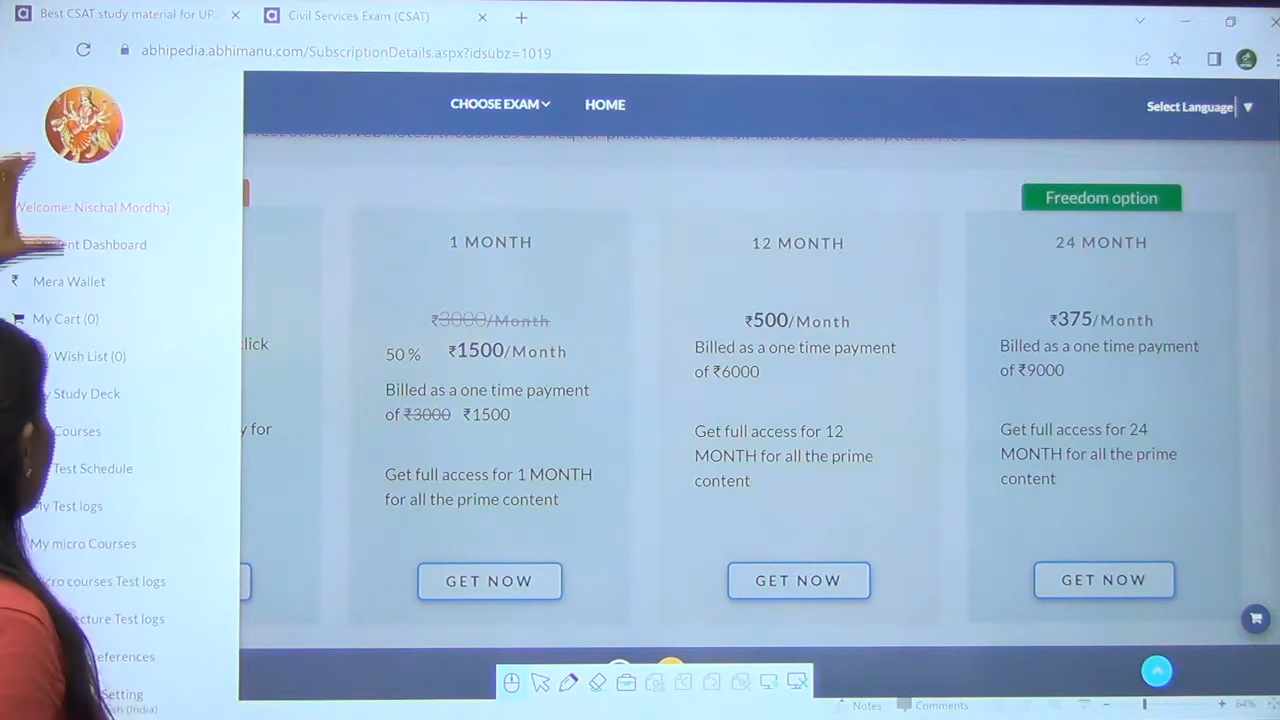 Best CSAT study material for UP
Civil Services Exam (CSAT)
abhipedia.abhimanu.com/SubscriptionDetails.aspx?idsubz=1019
CHOOSE EXAM
HOME
Select Language
Welcome: Nischal Mordhaj
Dashboard
₹ Mera Wallet
My Cart (0)
Wish List (0)
Study Deck
Courses
Test Schedule
My Test logs
My micro Courses
courses Test logs
Test logs
Setting
(India)
click
for
1 MONTH
₹3000/Month
50 % ₹1500/Month
Billed as a one time payment
of ₹3000 ₹1500
Get full access for 1 MONTH
for all the prime content
GET NOW
12 MONTH
₹500/Month
Billed as a one time payment
of ₹6000
Get full access for 12
MONTH for all the prime
content
GET NOW
Freedom option
24 MONTH
₹375/Month
Billed as a one time payment
of ₹9000
Get full access for 24
MONTH for all the prime
content
GET NOW
Notes
Comments
64%